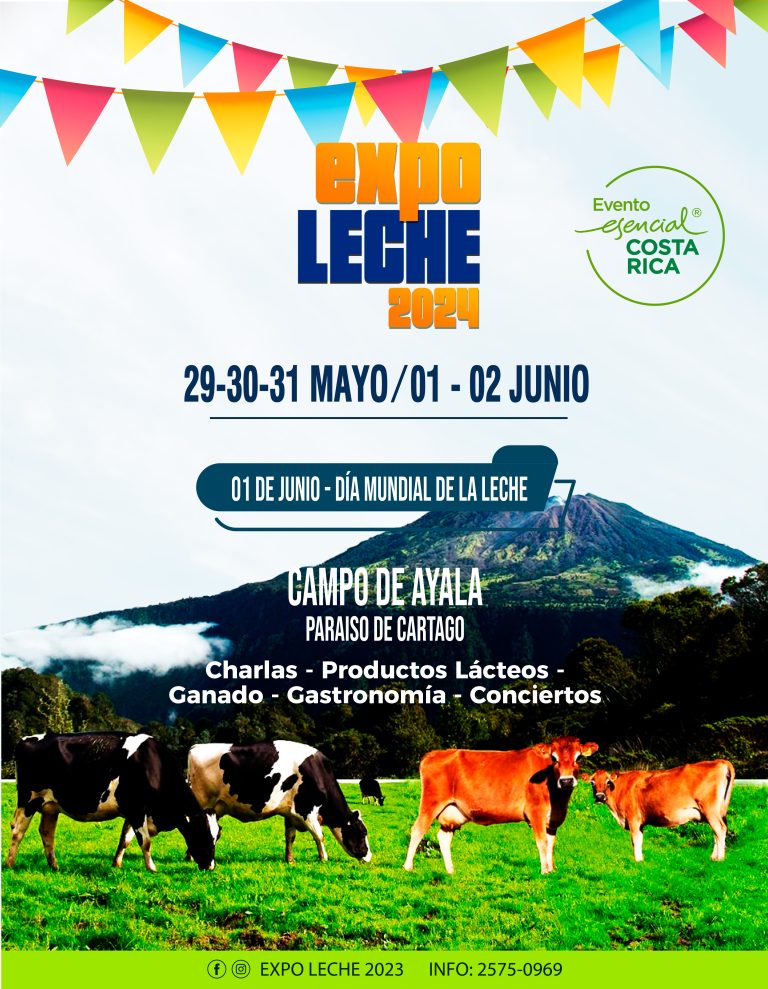 expo
LECHE
2024
Evento
esencial®
COSTA
RICA
29-30-31 MAYO/01 - 02 JUNIO
01 DE JUNIO - DÍA MUNDIAL DE LA LECHE
CAMPO DE AYALA
PARAISO DE CARTAGO
Charlas - Productos Lácteos -
Ganado - Gastronomía - Conciertos
EXPO LECHE 2023 INFO: 2575-0969